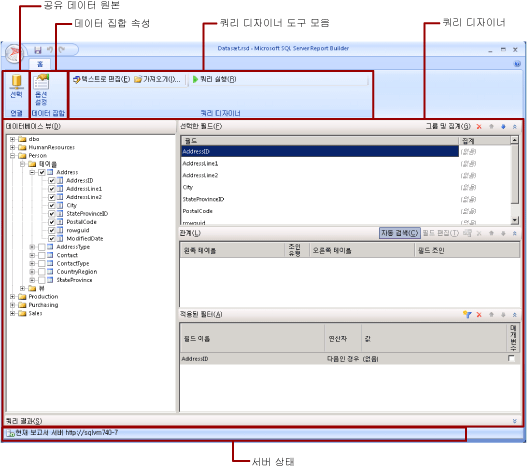 공유 데이터 원본
데이터 집합 속성
쿼리 디자이너 도구 모음
쿼리 디자이너
Dataset.rsd - Microsoft SQL Server Report Builder
홈
선택
옵션 설정
텍스트로 편집(E)
가져오기(I)...
쿼리 실행(R)
연결
데이터 집합
쿼리 디자이너
데이터베이스 뷰(D)
dbo
HumanResources
Person
테이블
Address
AddressID
AddressLine1
AddressLine2
City
StateProvinceID
PostalCode
rowguid
ModifiedDate
AddressType
Contact
ContactType
CountryRegion
StateProvince
뷰
Production
Purchasing
Sales
선택한 필드(F)
그룹 및 집계(G)
필드
집계
AddressID
(없음)
AddressLine1
(없음)
AddressLine2
(없음)
City
(없음)
StateProvinceID
(없음)
PostalCode
(없음)
rowguid
(없음)
관계(L)
자동 검색(C)
필드 편집(T)
왼쪽 테이블
조인 유형
오른쪽 테이블
필드 조인
적용된 필터(A)
필드 이름
연산자
값
매개 변수
AddressID
다음인 경우
(없음)
쿼리 결과(S)
현재 보고서 서버 http://sqlvm740-7
서버 상태